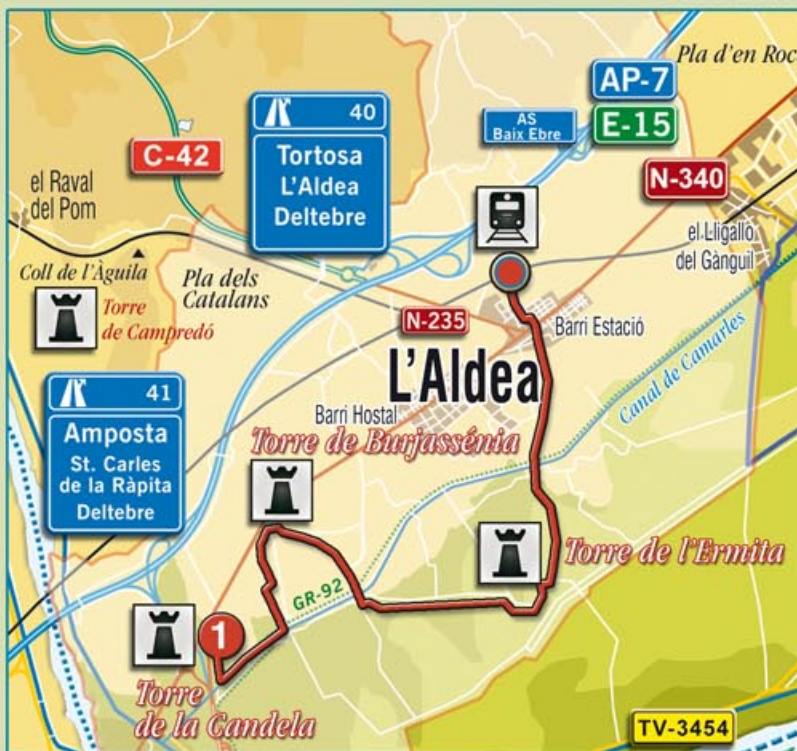 Pla d'en Roc
AP-7
E-15
AS
Baix Ebre
40
Tortosa
L'Aldea
Deltebre
C-42
N-340
el Raval
del Pom
el Lligalló
del Gànguil
Coll de l'Àguila
Pla dels
Catalans
Torre
de Campredó
N-235
Barri Estació
L'Aldea
Canal de Camarles
41
Amposta
St. Carles
de la Ràpita
Deltebre
Barri Hostal
Torre de Burjassénia
Torre de l'Ermita
GR-92
1
Torre
de la Candela
TV-3454